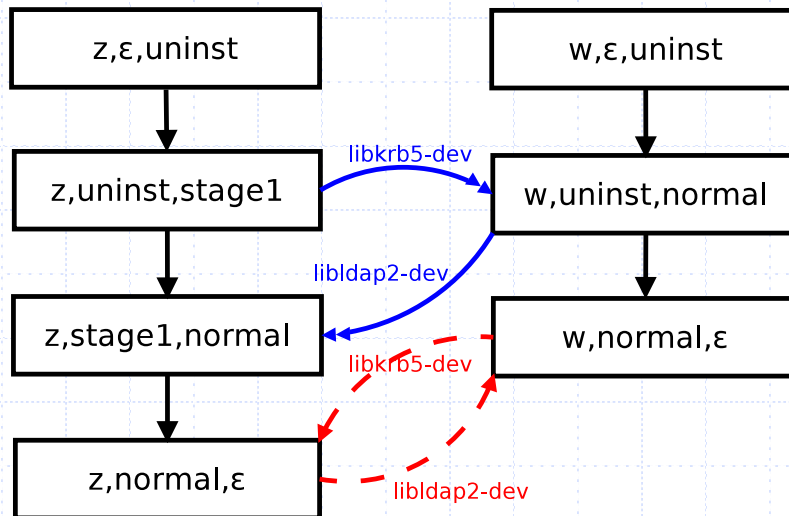 z,ε,uninst
w,ε,uninst
libkrb5-dev
z,uninst,stage1
w,uninst,normal
libldap2-dev
z,stage1,normal
w,normal,ε
libkrb5-dev
z,normal,ε
libldap2-dev